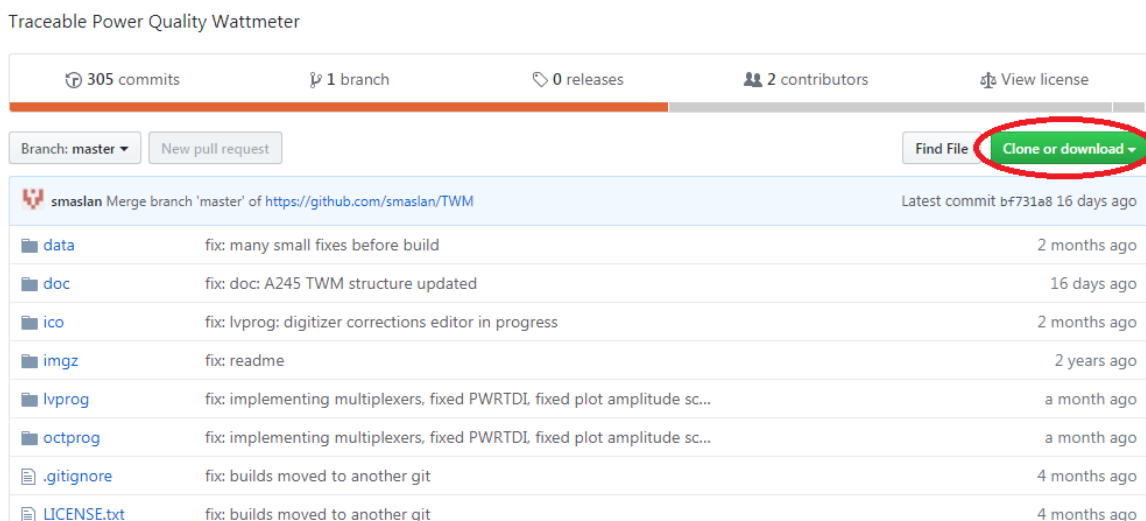 Traceable Power Quality Wattmeter
305 commits 1 branch 0 releases 2 contributors View license
Branch: master New pull request Find File Clone or download
smaslan Merge branch 'master' of https://github.com/smaslan/TWM Latest commit bf731a8 16 days ago
data fix: many small fixes before build 2 months ago
doc fix: doc: A245 TWM structure updated 16 days ago
ico fix: lvprog: digitizer corrections editor in progress 2 months ago
imgz fix: readme 2 years ago
lvprog fix: implementing multiplexers, fixed PWRTDI, fixed plot amplitude sc... a month ago
octprog fix: implementing multiplexers, fixed PWRTDI, fixed plot amplitude sc... a month ago
.gitignore fix: builds moved to another git 4 months ago
LICENSE.txt fix: builds moved to another git 4 months ago